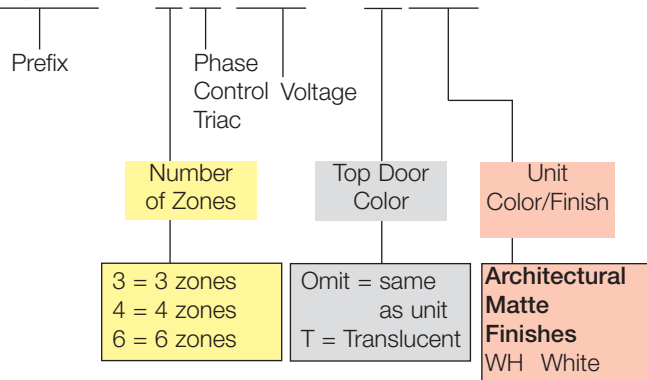 Prefix
Phase
Control
Triac
Voltage
Number
of Zones
Top Door
Color
Unit
Color/Finish
3 = 3 zones
4 = 4 zones
6 = 6 zones
Omit = same
as unit
T = Translucent
Architectural
Matte
Finishes
WH White